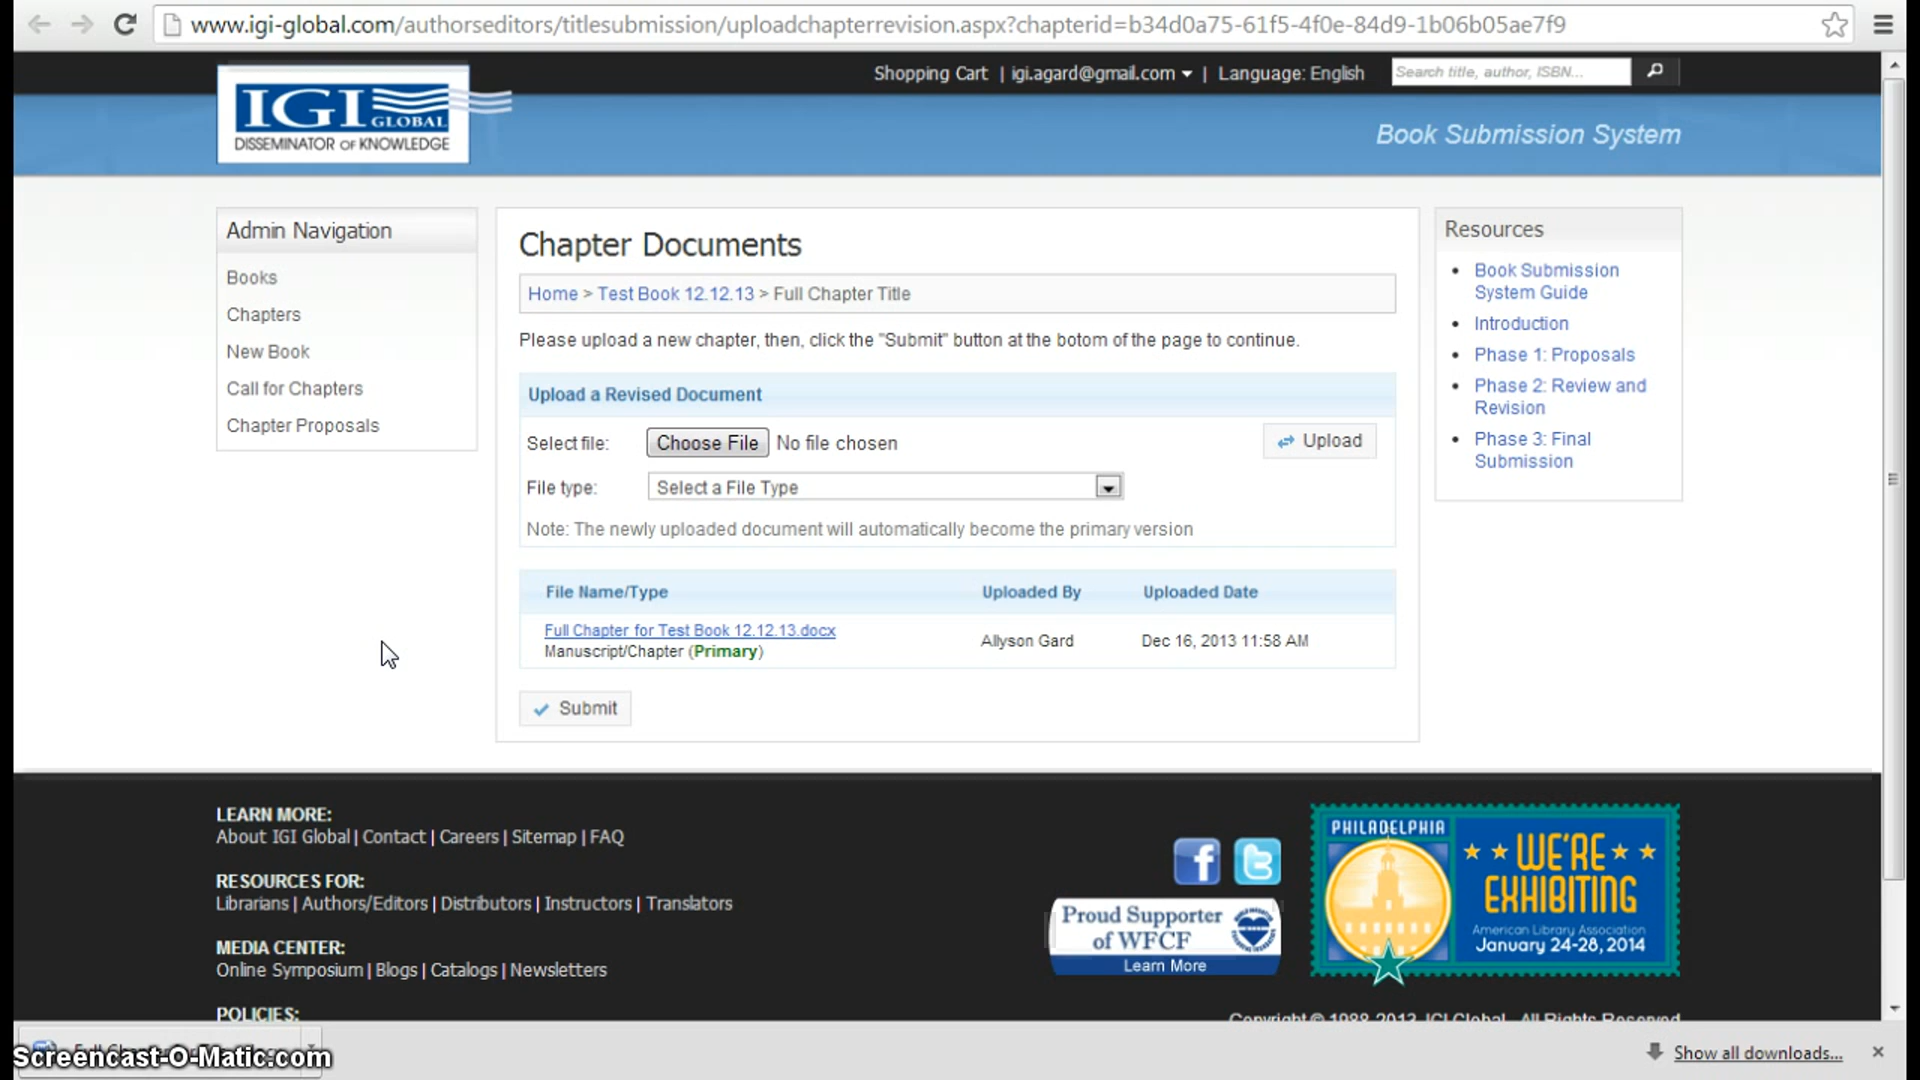 www.igi-global.com/authorseditors/titlesubmission/uploadchapterrevision.aspx?chapterid=b34d0a75-61f5-4f0e-84d9-1b06b05ae7f9
Shopping Cart | igi.agard@gmail.com | Language: English
Search title, author, ISBN...
IGI GLOBAL
DISSEMINATOR OF KNOWLEDGE
Book Submission System
Admin Navigation
Books
Chapters
New Book
Call for Chapters
Chapter Proposals
Chapter Documents
Home > Test Book 12.12.13 > Full Chapter Title
Please upload a new chapter, then, click the "Submit" button at the botom of the page to continue.
Upload a Revised Document
Select file: Choose File No file chosen Upload
File type: Select a File Type
Note: The newly uploaded document will automatically become the primary version
File Name/Type Uploaded By Uploaded Date
Full Chapter for Test Book 12.12.13.docx
Manuscript/Chapter (Primary) Allyson Gard Dec 16, 2013 11:58 AM
Submit
Resources
Book Submission
System Guide
Introduction
Phase 1: Proposals
Phase 2: Review and
Revision
Phase 3: Final
Submission
LEARN MORE:
About IGI Global | Contact | Careers | Sitemap | FAQ
RESOURCES FOR:
Librarians | Authors/Editors | Distributors | Instructors | Translators
MEDIA CENTER:
Online Symposium | Blogs | Catalogs | Newsletters
POLICIES:
Proud Supporter
of WFCF
Learn More
PHILADELPHIA
WE'RE
EXHIBITING
American Library Association
January 24-28, 2014
Copyright © 1988-2013, IGI Global - All Rights Reserved
Screencast-O-Matic.com
Show all downloads...